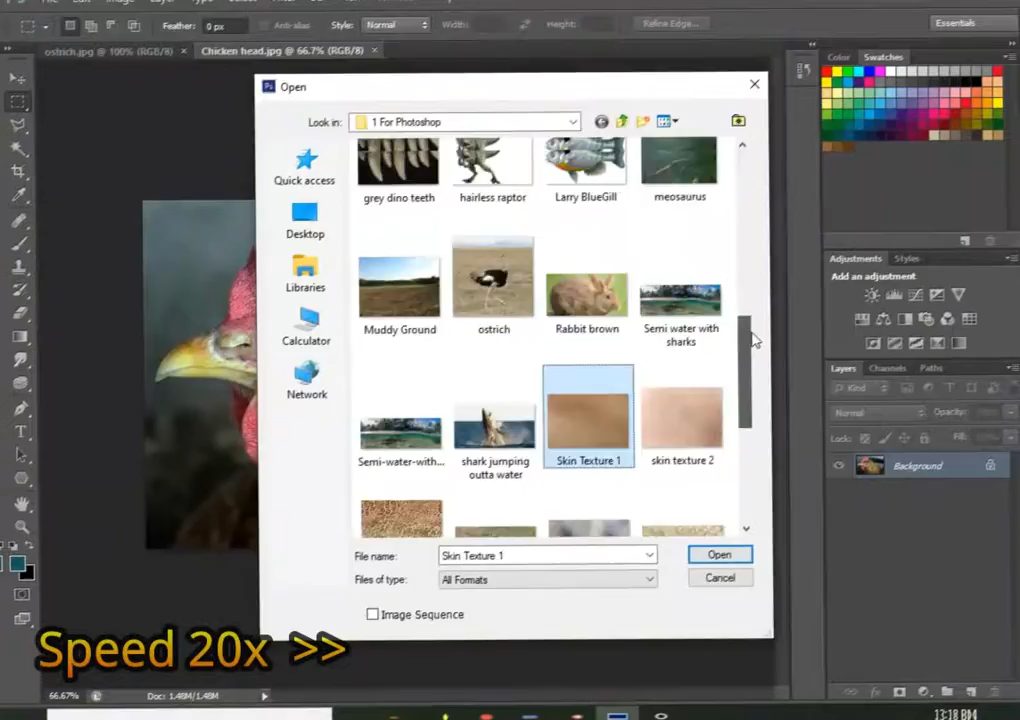 Feather: 0 px
Anti-alias
Style: Normal
Width:
Height:
Refine Edge...
Essentials
ostrich.jpg @ 100% (RGB/8) ×
Chicken head.jpg @ 66.7% (RGB/8) ×
Color
Swatches
Ps Open
Look in: 1 For Photoshop
Quick access
Desktop
Libraries
Calculator
Network
grey dino teeth
hairless raptor
Larry BlueGill
meosaurus
Muddy Ground
ostrich
Rabbit brown
Semi water with
sharks
Semi-water-with...
shark jumping
outta water
Skin Texture 1
skin texture 2
File name: Skin Texture 1
Open
Files of type: All Formats
Cancel
Image Sequence
Adjustments
Styles
Add an adjustment
Layers
Channels
Paths
Kind
Normal
Opacity:
Lock:
Fill:
Background
Speed 20x >>
66.67%
Doc: 1.48M/1.48M